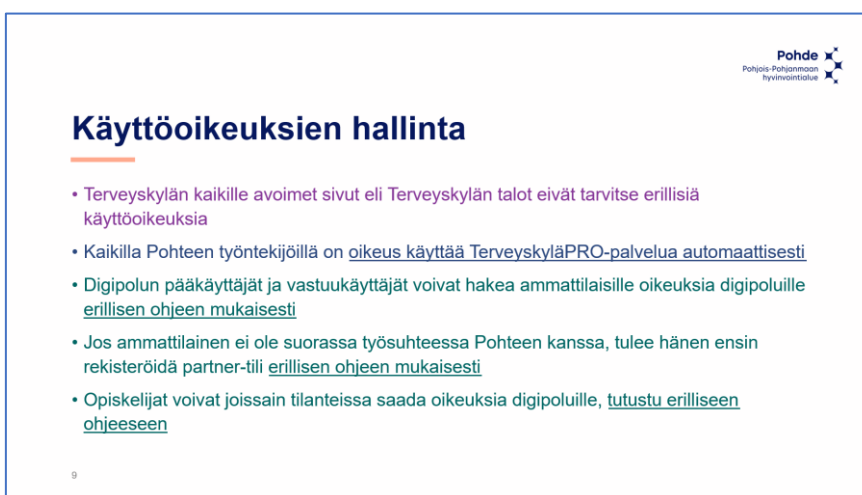 Pohde
Pohjois-Pohjanmaan
hyvinvointialue
Käyttöoikeuksien hallinta
• Terveyskylän kaikille avoimet sivut eli Terveyskylän talot eivät tarvitse erillisiä
käyttöoikeuksia
• Kaikilla Pohteen työntekijöillä on oikeus käyttää TerveyskyläPRO-palvelua automaattisesti
• Digipolun pääkäyttäjät ja vastuukäyttäjät voivat hakea ammattilaisille oikeuksia digipoluille
erillisen ohjeen mukaisesti
• Jos ammattilainen ei ole suorassa työsuhteessa Pohteen kanssa, tulee hänen ensin
rekisteröidä partner-tili erillisen ohjeen mukaisesti
• Opiskelijat voivat joissain tilanteissa saada oikeuksia digipoluille, tutustu erilliseen
ohjeeseen
9